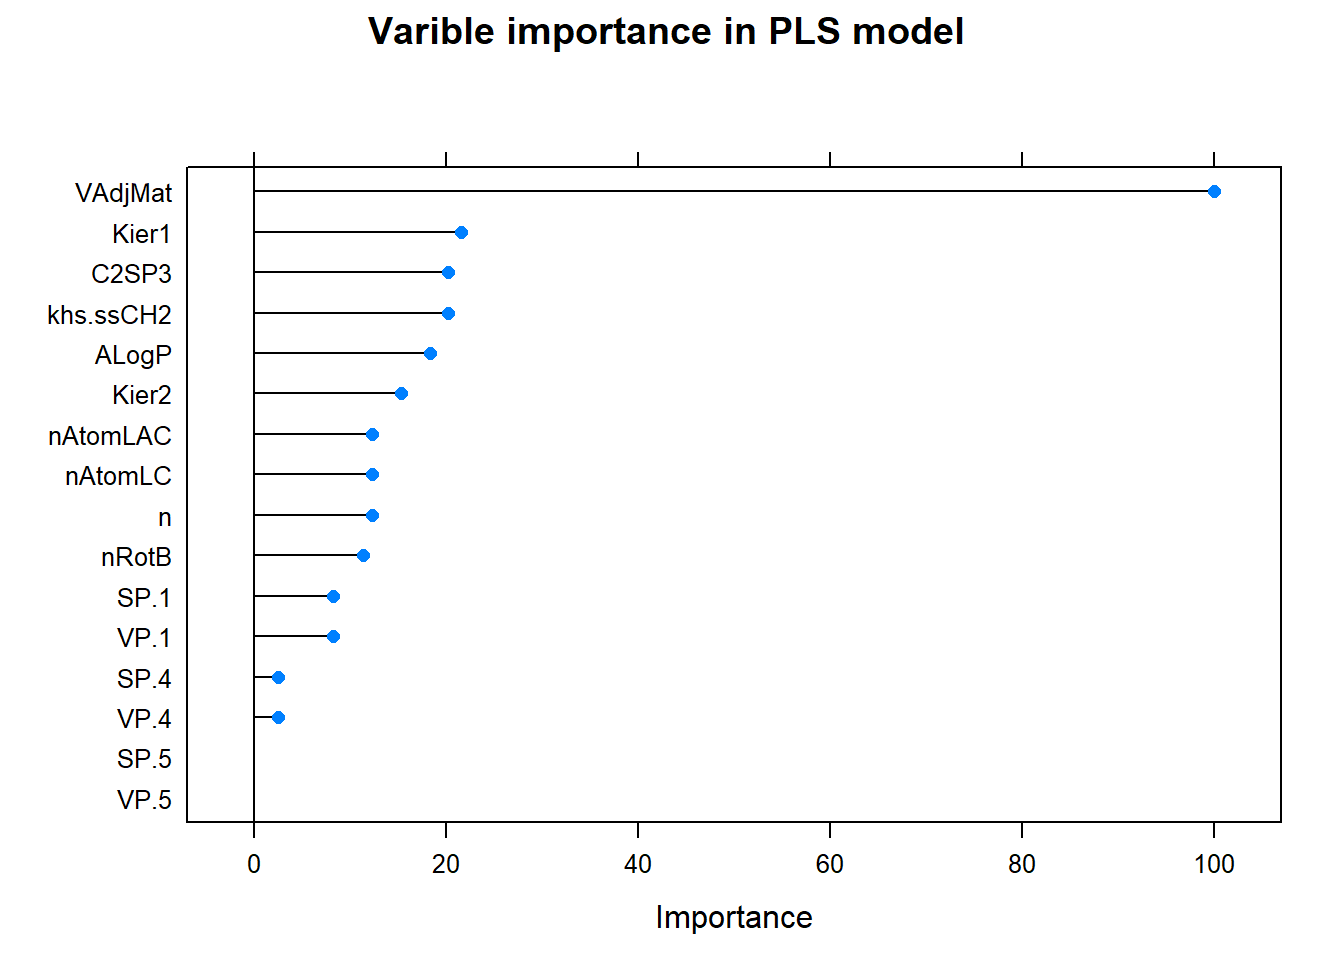 Varible importance in PLS model
VAdjMat
Kier1
C2SP3
khs.ssCH2
ALogP
Kier2
nAtomLAC
nAtomLC
n
nRotB
SP.1
VP.1
SP.4
VP.4
SP.5
VP.5
0 20 40 60 80 100
Importance